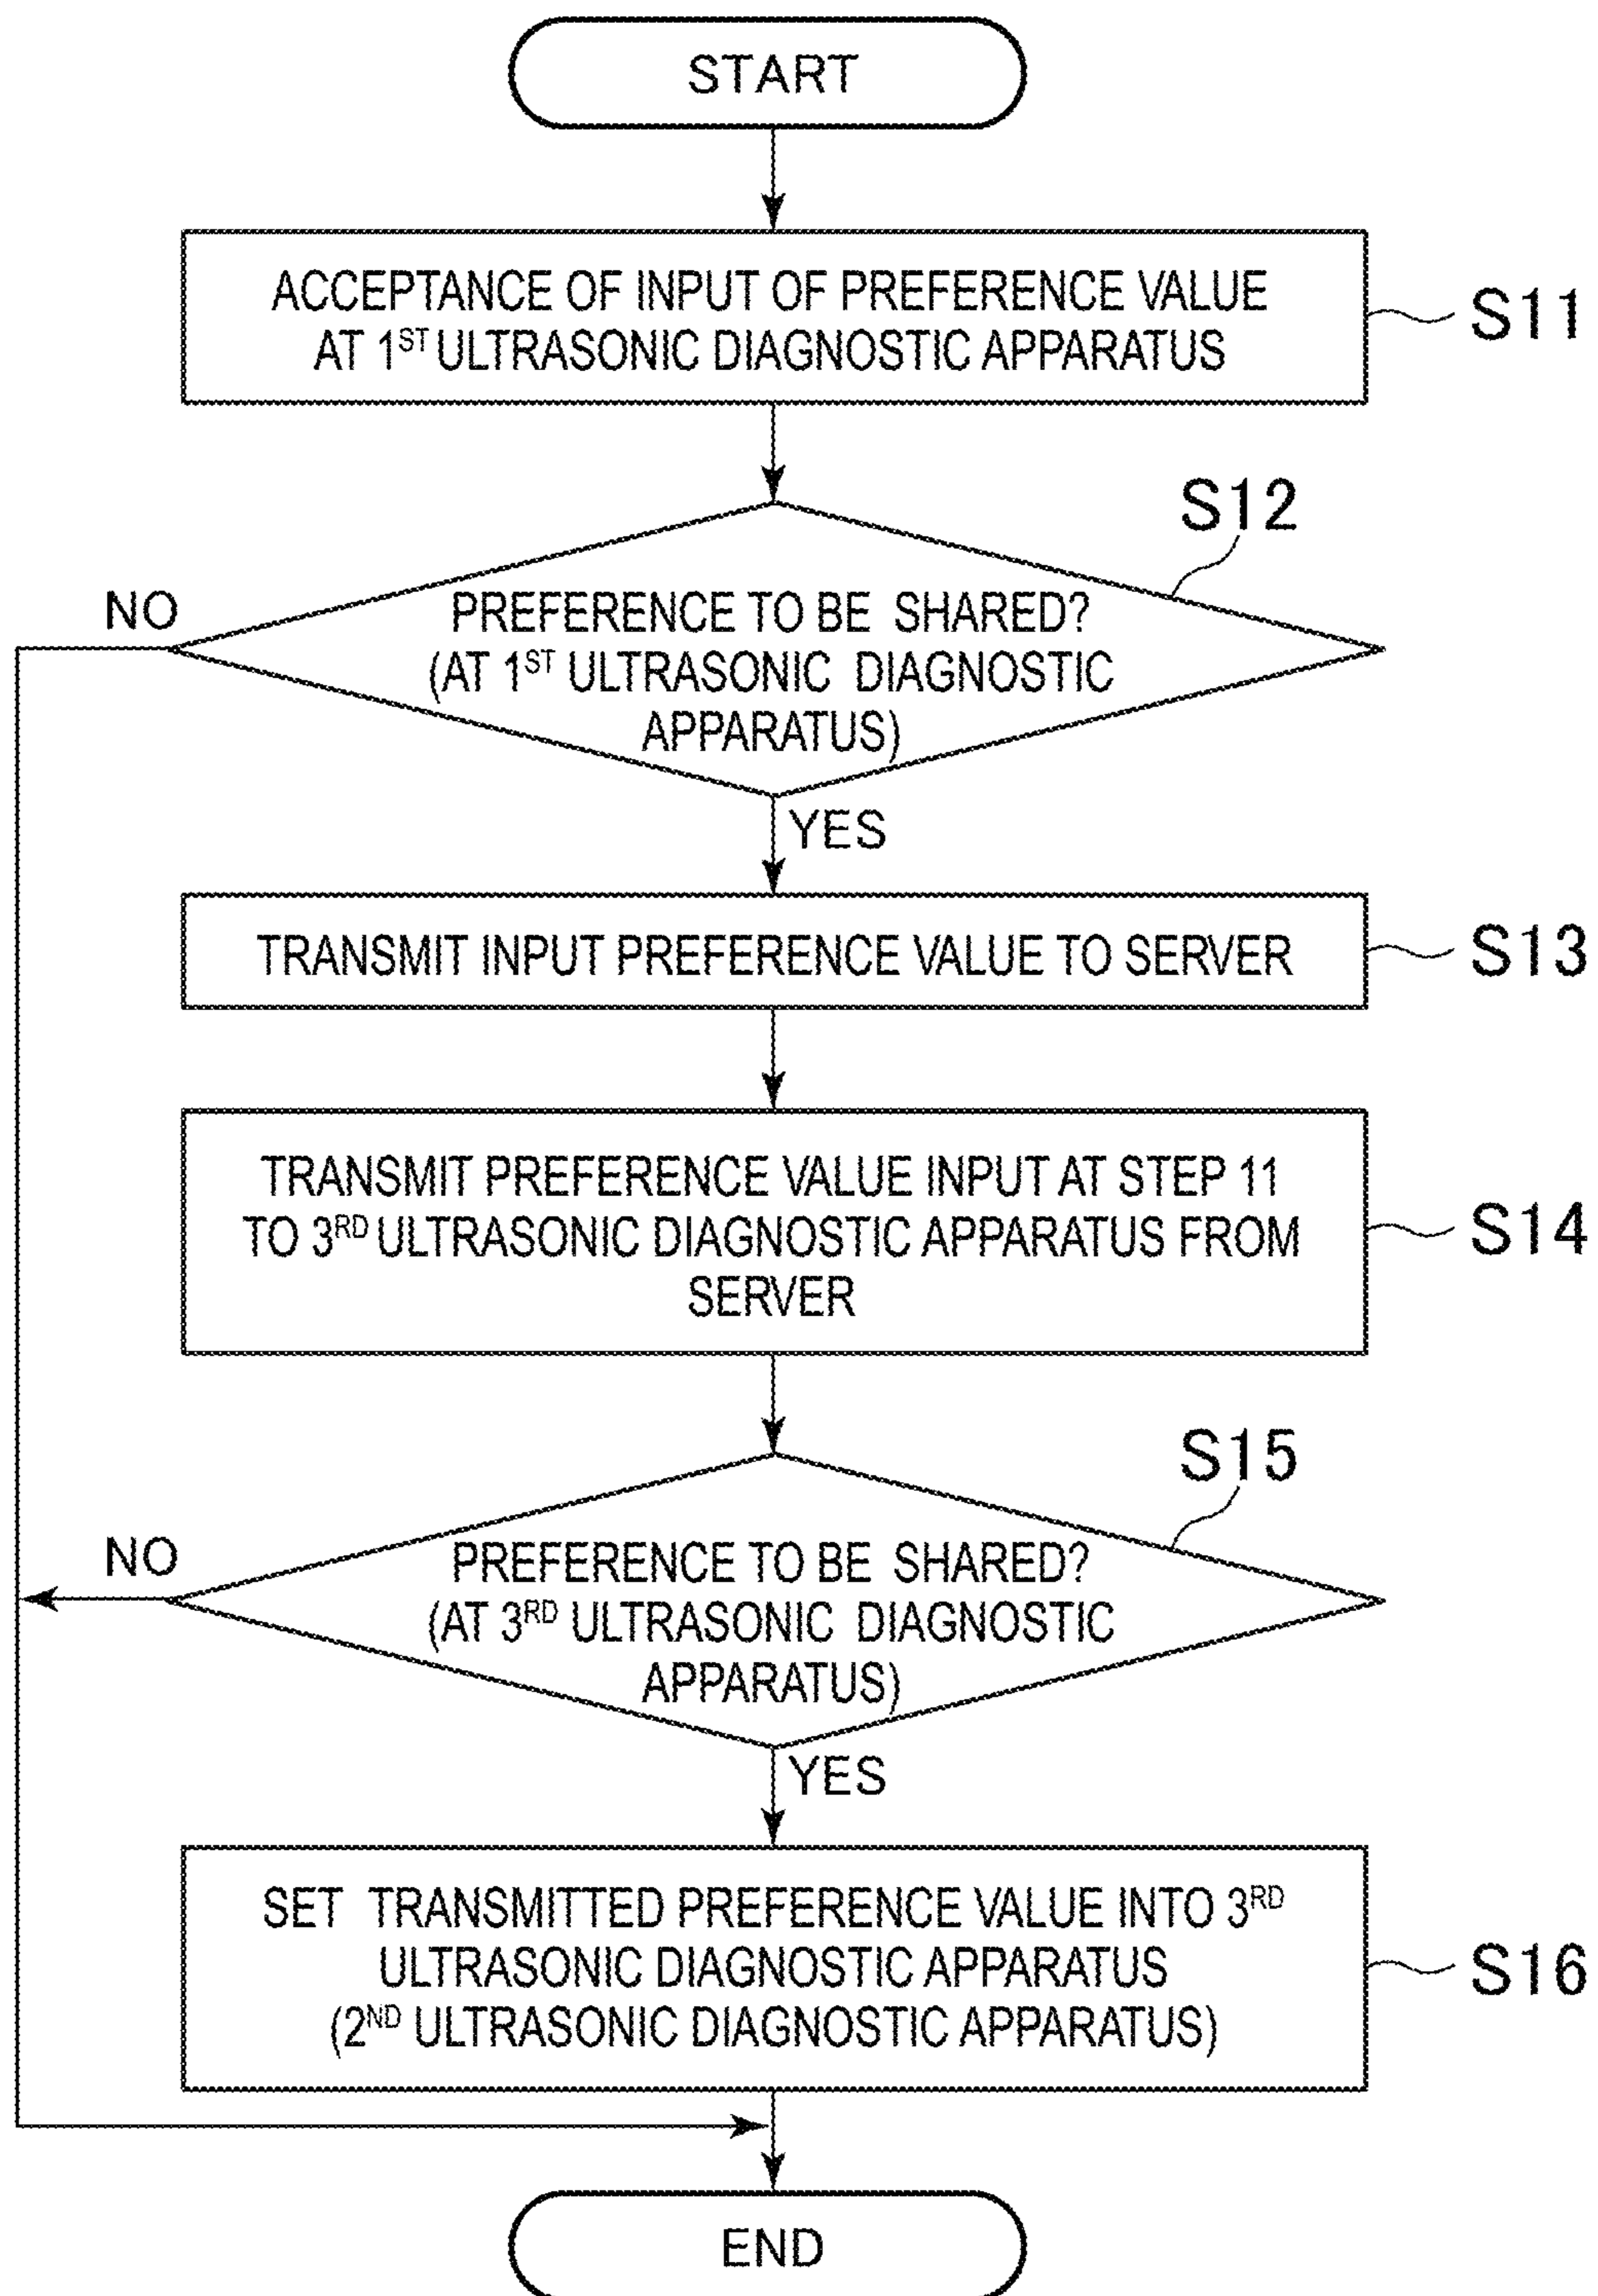 START
ACCEPTANCE OF INPUT OF PREFERENCE VALUE
AT 1ST ULTRASONIC DIAGNOSTIC APPARATUS
S11
S12
NO
PREFERENCE TO BE SHARED?
(AT 1ST ULTRASONIC DIAGNOSTIC
APPARATUS)
YES
TRANSMIT INPUT PREFERENCE VALUE TO SERVER
S13
TRANSMIT PREFERENCE VALUE INPUT AT STEP 11
TO 3RD ULTRASONIC DIAGNOSTIC APPARATUS FROM
SERVER
S14
S15
NO
PREFERENCE TO BE SHARED?
(AT 3RD ULTRASONIC DIAGNOSTIC
APPARATUS)
YES
SET TRANSMITTED PREFERENCE VALUE INTO 3RD
ULTRASONIC DIAGNOSTIC APPARATUS
(2ND ULTRASONIC DIAGNOSTIC APPARATUS)
S16
END